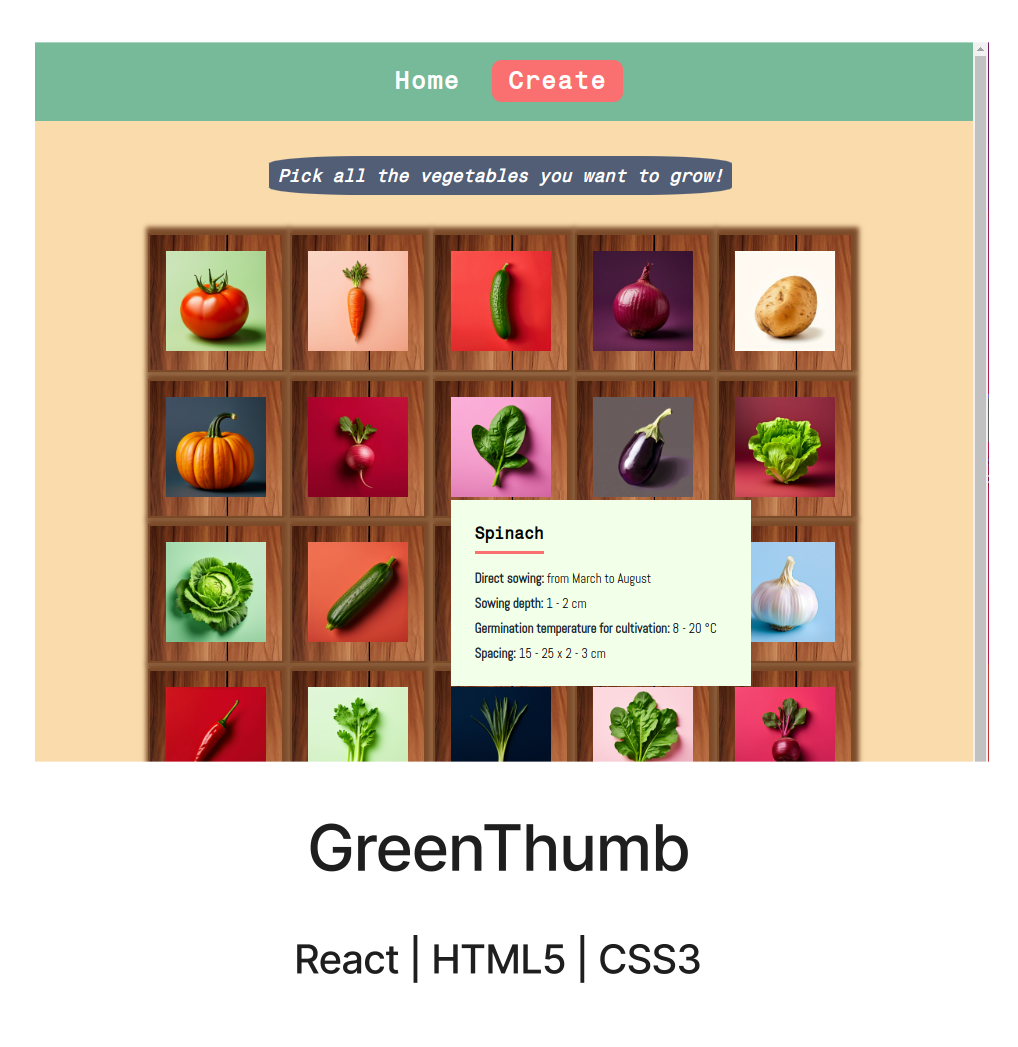 Home Create
Pick all the vegetables you want to grow!
Spinach
Direct sowing: from March to August
Sowing depth: 1 - 2 cm
Germination temperature for cultivation: 8 - 20 °C
Spacing: 15 - 25 x 2 - 3 cm
GreenThumb
React | HTML5 | CSS3